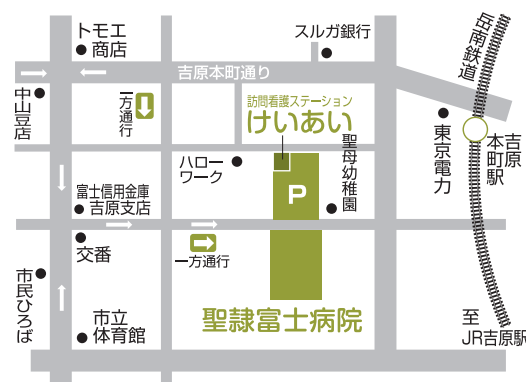 トモエ
商店
スルガ銀行
岳南鉄道
吉原本町通り
中山豆店
一方
通行
訪問看護ステーション
けいあい
東京電力
吉原
本町駅
聖母幼稚園
ハロー
ワーク
P
富士信用金庫
吉原支店
交番
一方通行
市民ひろば
市立
体育館
聖隷富士病院
至
JR吉原駅